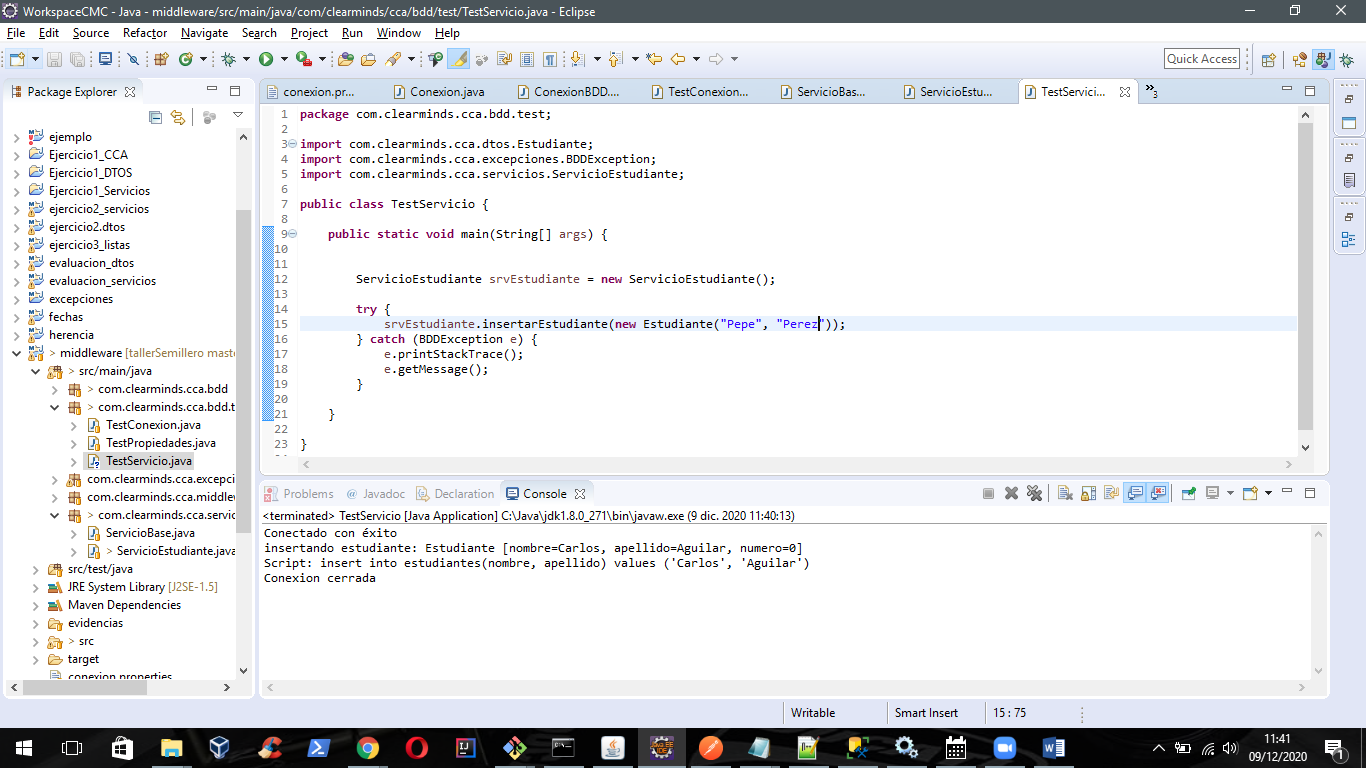 WorkspaceCMC - Java - middleware/src/main/java/com/clearminds/cca/bdd/test/TestServicio.java - Eclipse
File Edit Source Refactor Navigate Search Project Run Window Help
Quick Access
Package Explorer
conexion.pr... Conexion.java ConexionBDD.... TestConexion... ServicioBas... ServicioEstu... TestServici... »3
ejemplo
Ejercicio1_CCA
Ejercicio1_DTOS
Ejercicio1_Servicios
ejercicio2_servicios
ejercicio2.dtos
ejercicio3_listas
evaluacion_dtos
evaluacion_servicios
excepciones
fechas
herencia
> middleware [tallerSemillero mast
> src/main/java
> com.clearminds.cca.bdd
> com.clearminds.cca.bdd.t
TestConexion.java
TestPropiedades.java
TestServicio.java
com.clearminds.cca.excepci
com.clearminds.cca.middle
> com.clearminds.cca.servic
ServicioBase.java
> ServicioEstudiante.java
src/test/java
JRE System Library [J2SE-1.5]
Maven Dependencies
evidencias
> src
target
conexion.properties
1 package com.clearminds.cca.bdd.test;
2
3 import com.clearminds.cca.dtos.Estudiante;
4 import com.clearminds.cca.excepciones.BDDException;
5 import com.clearminds.cca.servicios.ServicioEstudiante;
6
7 public class TestServicio {
8
9 public static void main(String[] args) {
10
11
12 ServicioEstudiante srvEstudiante = new ServicioEstudiante();
13
14 try {
15 srvEstudiante.insertarEstudiante(new Estudiante("Pepe", "Perez"));
16 } catch (BDDException e) {
17 e.printStackTrace();
18 e.getMessage();
19 }
20
21 }
22
23 }
Problems @ Javadoc Declaration Console
<terminated> TestServicio [Java Application] C:\Java\jdk1.8.0_271\bin\javaw.exe (9 dic. 2020 11:40:13)
Conectado con éxito
insertando estudiante: Estudiante [nombre=Carlos, apellido=Aguilar, numero=0]
Script: insert into estudiantes(nombre, apellido) values ('Carlos', 'Aguilar')
Conexion cerrada
Writable Smart Insert 15 : 75
11:41
09/12/2020
1